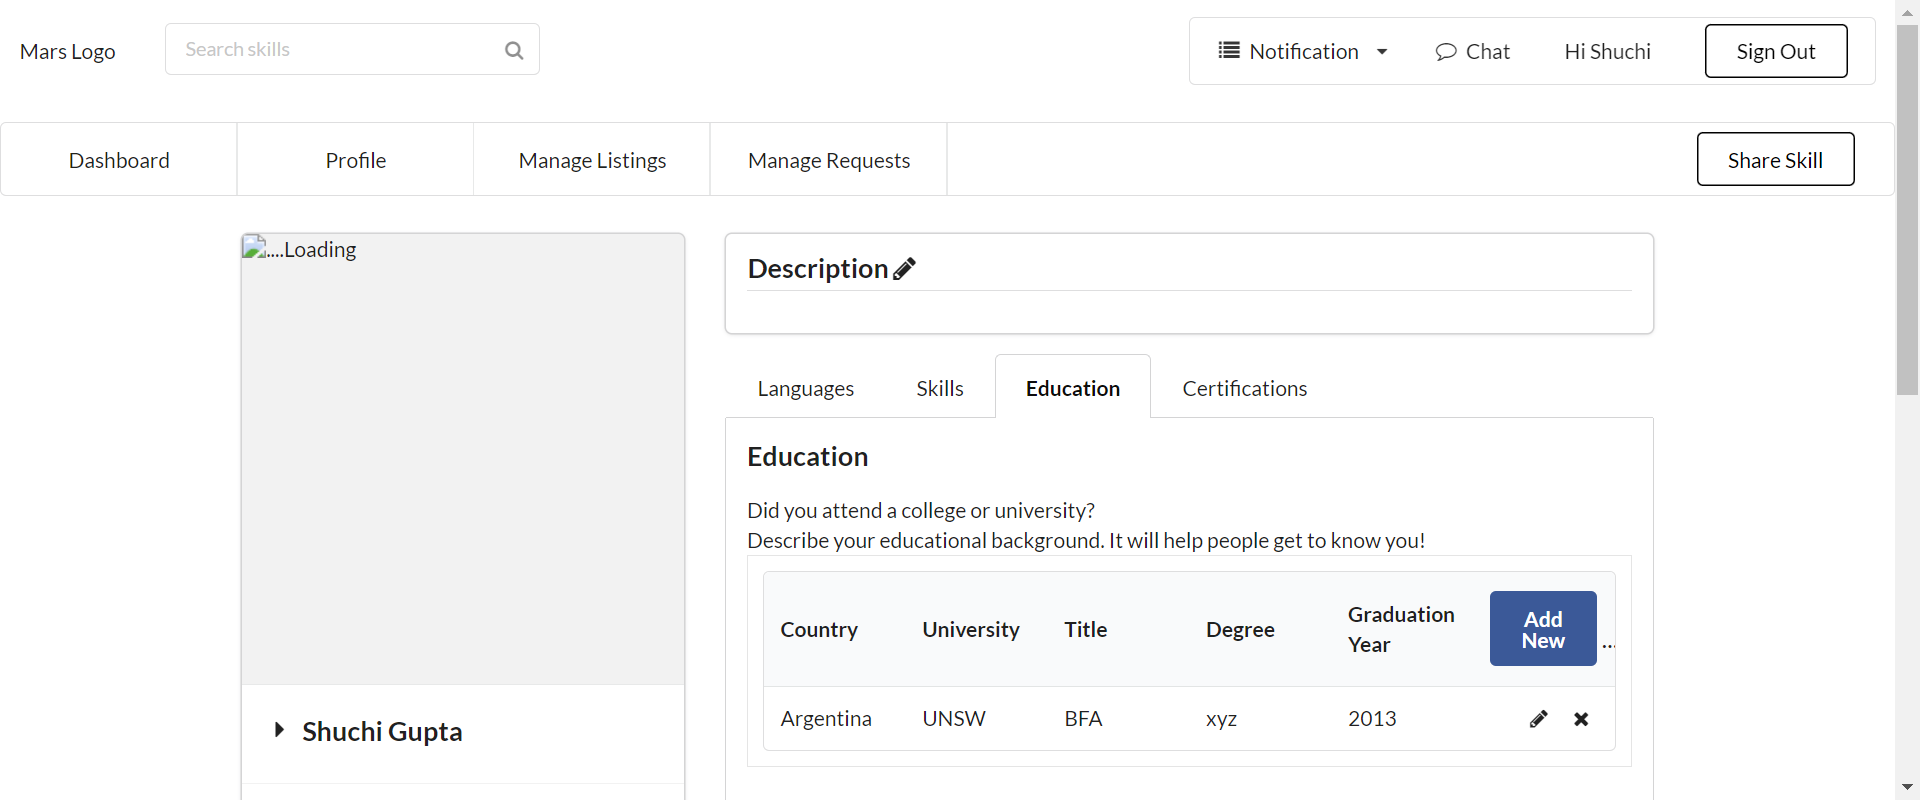 Mars Logo
Search skills
Notification
Chat
Hi Shuchi
Sign Out
Dashboard
Profile
Manage Listings
Manage Requests
Share Skill
....Loading
Shuchi Gupta
Description
Languages
Skills
Education
Certifications
Education
Did you attend a college or university?
Describe your educational background. It will help people get to know you!
Country University Title Degree Graduation Year
Add New ...
Argentina UNSW BFA xyz 2013